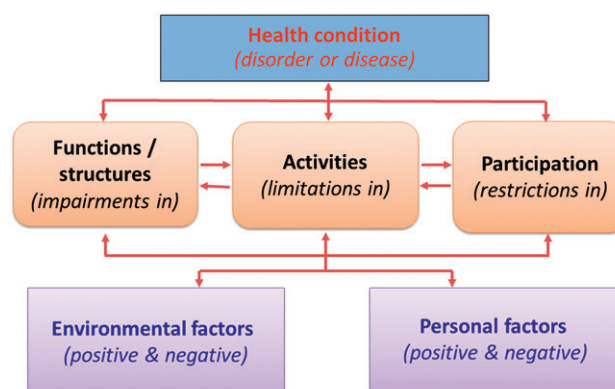 Health condition
(disorder or disease)
Functions /
structures
(impairments in)
Activities
(limitations in)
Participation
(restrictions in)
Environmental factors
(positive & negative)
Personal factors
(positive & negative)